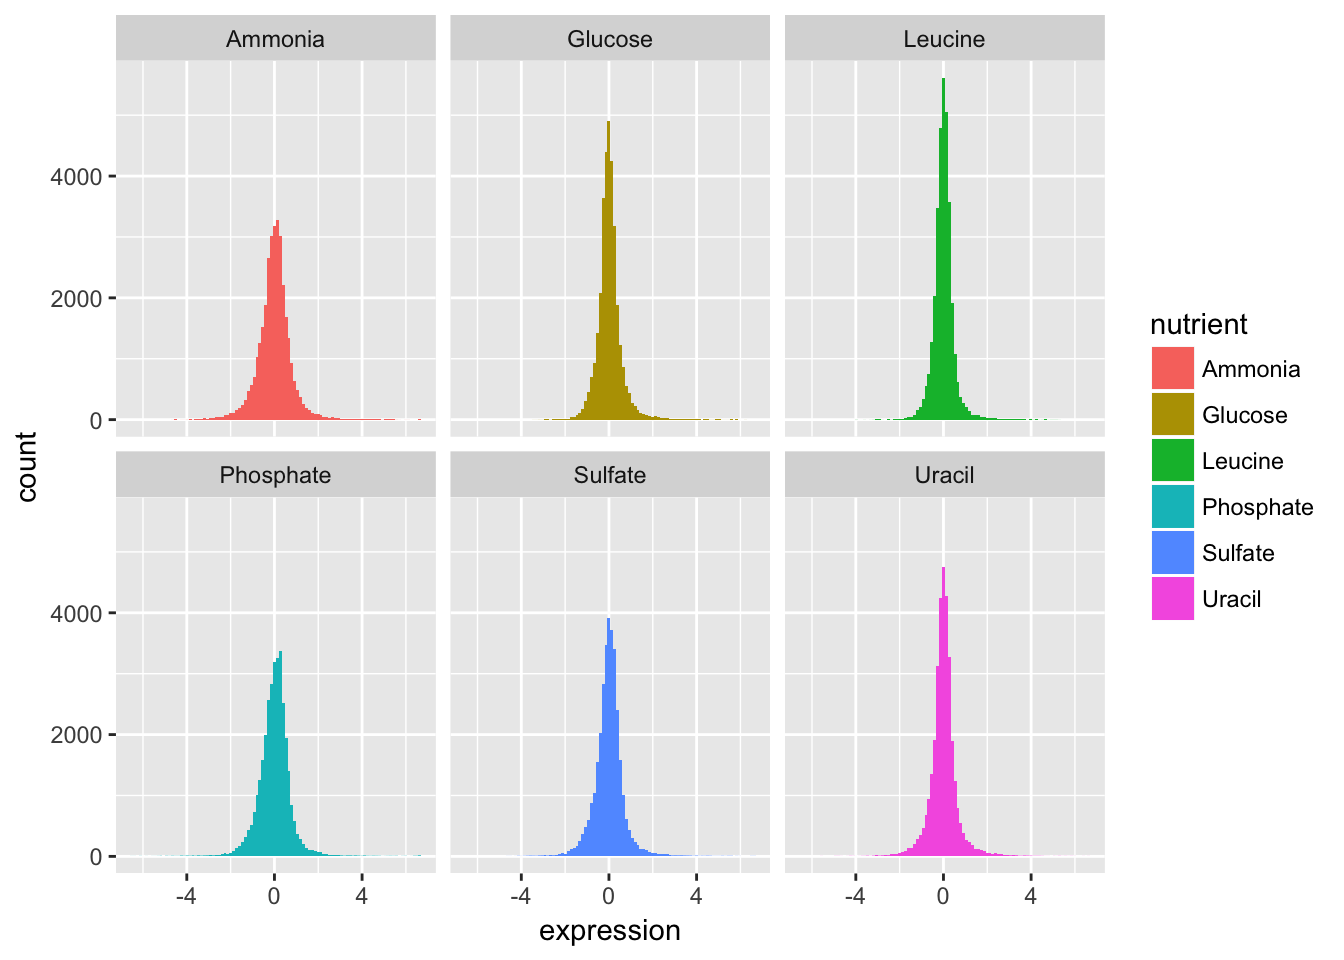 Ammonia Glucose Leucine
4000
2000
0
Phosphate Sulfate Uracil
4000
2000
0
-4 0 4 -4 0 4 -4 0 4
expression
count
nutrient
Ammonia
Glucose
Leucine
Phosphate
Sulfate
Uracil